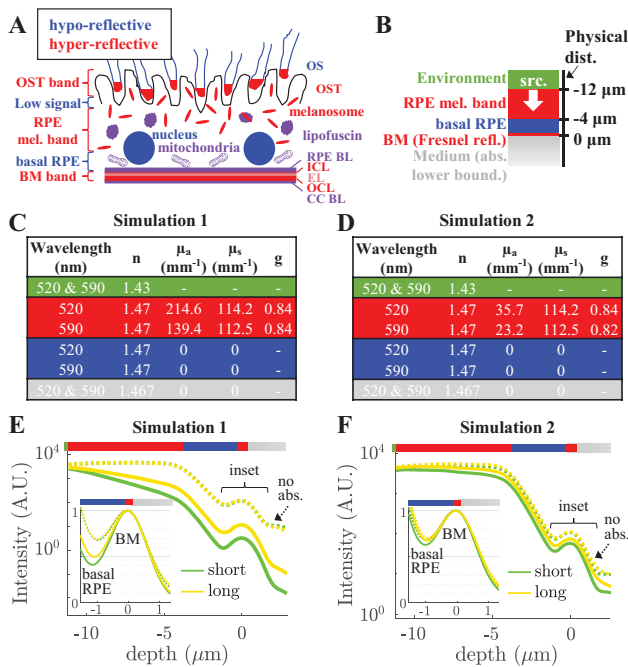 A
hypo-reflective
hyper-reflective
OS
OST band
OST
Low signal
melanosome
RPE
mel. band
lipofuscin
nucleus
mitochondria
basal RPE
RPE BL
BM band
ICL
EL
OCL
CC BL
B
Physical
dist.
Environment
src.
-12 μm
RPE mel. band
-4 μm
basal RPE
BM (Fresnel refl.)
0 μm
Medium (abs.
lower bound.)
C
Simulation 1
Wavelength (nm) n μa (mm⁻¹) μs (mm⁻¹) g
520 & 590 1.43 - - -
520 1.47 214.6 114.2 0.84
590 1.47 139.4 112.5 0.84
520 1.47 0 0 -
590 1.47 0 0 -
520 & 590 1.467 0 0 -
D
Simulation 2
Wavelength (nm) n μa (mm⁻¹) μs (mm⁻¹) g
520 & 590 1.43 - - -
520 1.47 35.7 114.2 0.84
590 1.47 23.2 112.5 0.82
520 1.47 0 0 -
590 1.47 0 0 -
520 & 590 1.467 0 0 -
E
Simulation 1
10⁴
10⁰
Intensity (A.U.)
inset
no
abs.
1
0
BM
basal
RPE
-1 0 1
short
long
-10 -5 0
depth (μm)
F
Simulation 2
10⁴
10⁰
Intensity (A.U.)
inset
no
abs.
1
0
BM
basal
RPE
-1 0 1
short
long
-10 -5 0
depth (μm)